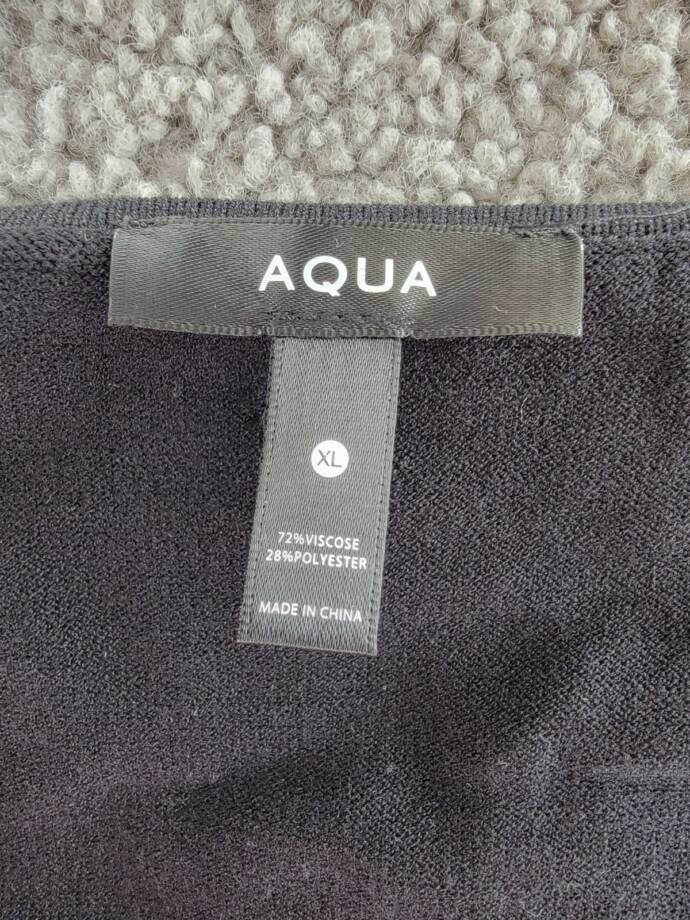 AQUA
XL
72%VISCOSE
28%POLYESTER
MADE IN CHINA